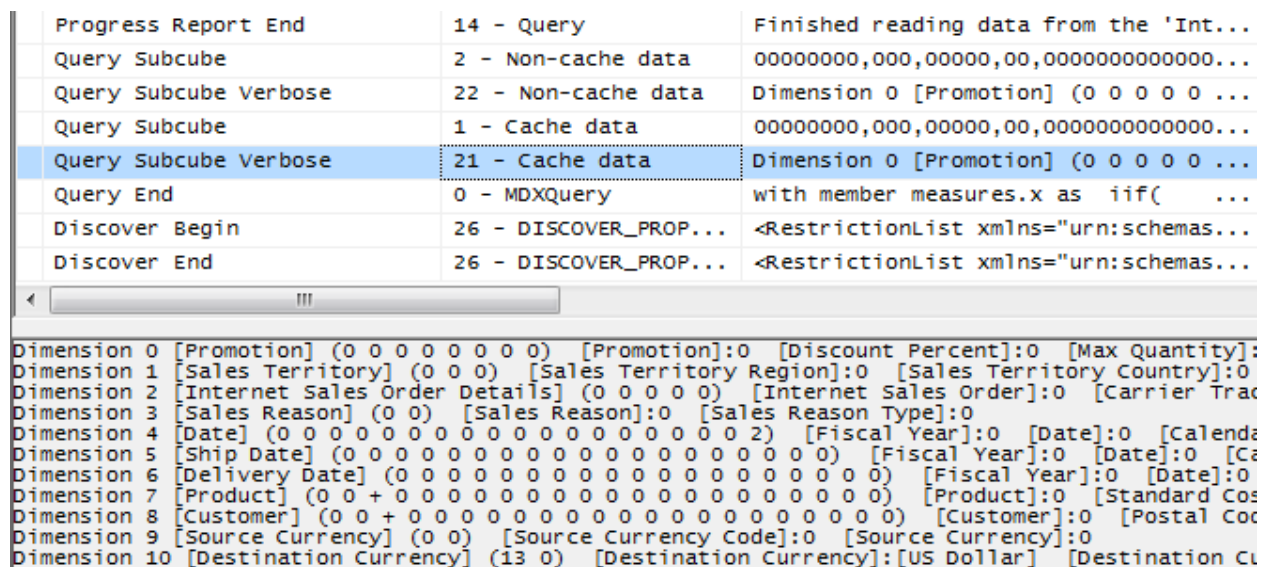 Progress Report End 14 - Query Finished reading data from the 'Int...
Query Subcube 2 - Non-cache data 00000000,000,00000,00,0000000000000...
Query Subcube Verbose 22 - Non-cache data Dimension 0 [Promotion] (0 0 0 0 0 ...
Query Subcube 1 - Cache data 00000000,000,00000,00,0000000000000...
Query Subcube Verbose 21 - Cache data Dimension 0 [Promotion] (0 0 0 0 0 ...
Query End 0 - MDXQuery with member measures.x as iif( ...
Discover Begin 26 - DISCOVER_PROP... <RestrictionList xmlns="urn:schemas...
Discover End 26 - DISCOVER_PROP... <RestrictionList xmlns="urn:schemas...
Dimension 0 [Promotion] (0 0 0 0 0 0 0 0) [Promotion]:0 [Discount Percent]:0 [Max Quantity]:
Dimension 1 [Sales Territory] (0 0 0) [Sales Territory Region]:0 [Sales Territory Country]:0
Dimension 2 [Internet Sales Order Details] (0 0 0 0 0) [Internet Sales Order]:0 [Carrier Trac
Dimension 3 [Sales Reason] (0 0) [Sales Reason]:0 [Sales Reason Type]:0
Dimension 4 [Date] (0 0 0 0 0 0 0 0 0 0 0 0 0 0 0 0 0 0 2) [Fiscal Year]:0 [Date]:0 [Calenda
Dimension 5 [Ship Date] (0 0 0 0 0 0 0 0 0 0 0 0 0 0 0 0 0 0 0) [Fiscal Year]:0 [Date]:0 [Ca
Dimension 6 [Delivery Date] (0 0 0 0 0 0 0 0 0 0 0 0 0 0 0 0 0 0 0) [Fiscal Year]:0 [Date]:0
Dimension 7 [Product] (0 0 + 0 0 0 0 0 0 0 0 0 0 0 0 0 0 0 0 0 0 0) [Product]:0 [Standard Cos
Dimension 8 [Customer] (0 0 + 0 0 0 0 0 0 0 0 0 0 0 0 0 0 0 0 0 0 0) [Customer]:0 [Postal Cod
Dimension 9 [Source Currency] (0 0) [Source Currency Code]:0 [Source Currency]:0
Dimension 10 [Destination Currency] (13 0) [Destination Currency]:[US Dollar] [Destination Cu